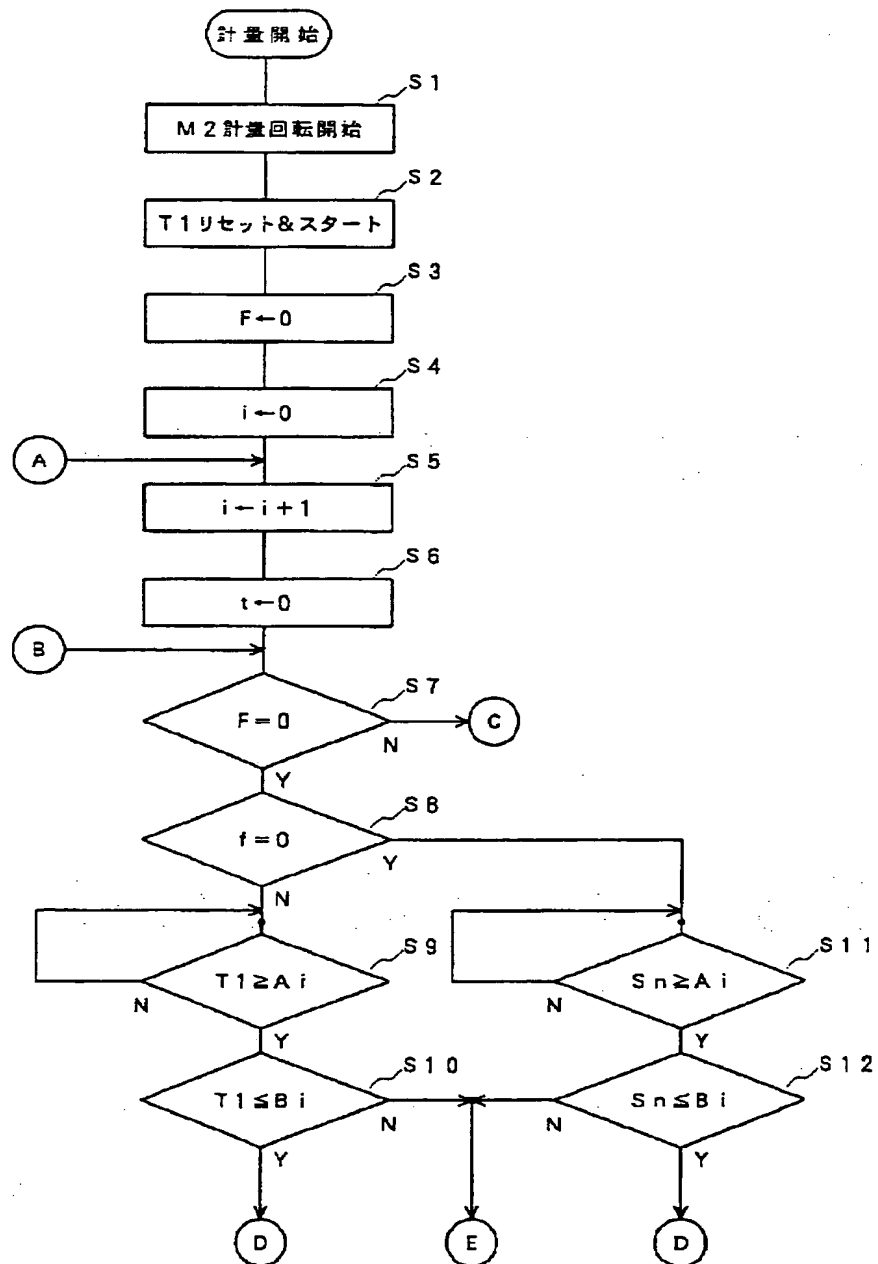 計量開始
S1
M2計量回転開始
S2
T1リセット&スタート
S3
F←0
S4
i←0
A
S5
i←i+1
S6
t←0
B
S7
F=0
C
N
Y
S8
f=0
Y
N
S9
T1≧Ai
N
Y
S11
Sn≧Ai
N
Y
S10
T1≦Bi
N
Y
S12
Sn≦Bi
N
Y
D
E
D